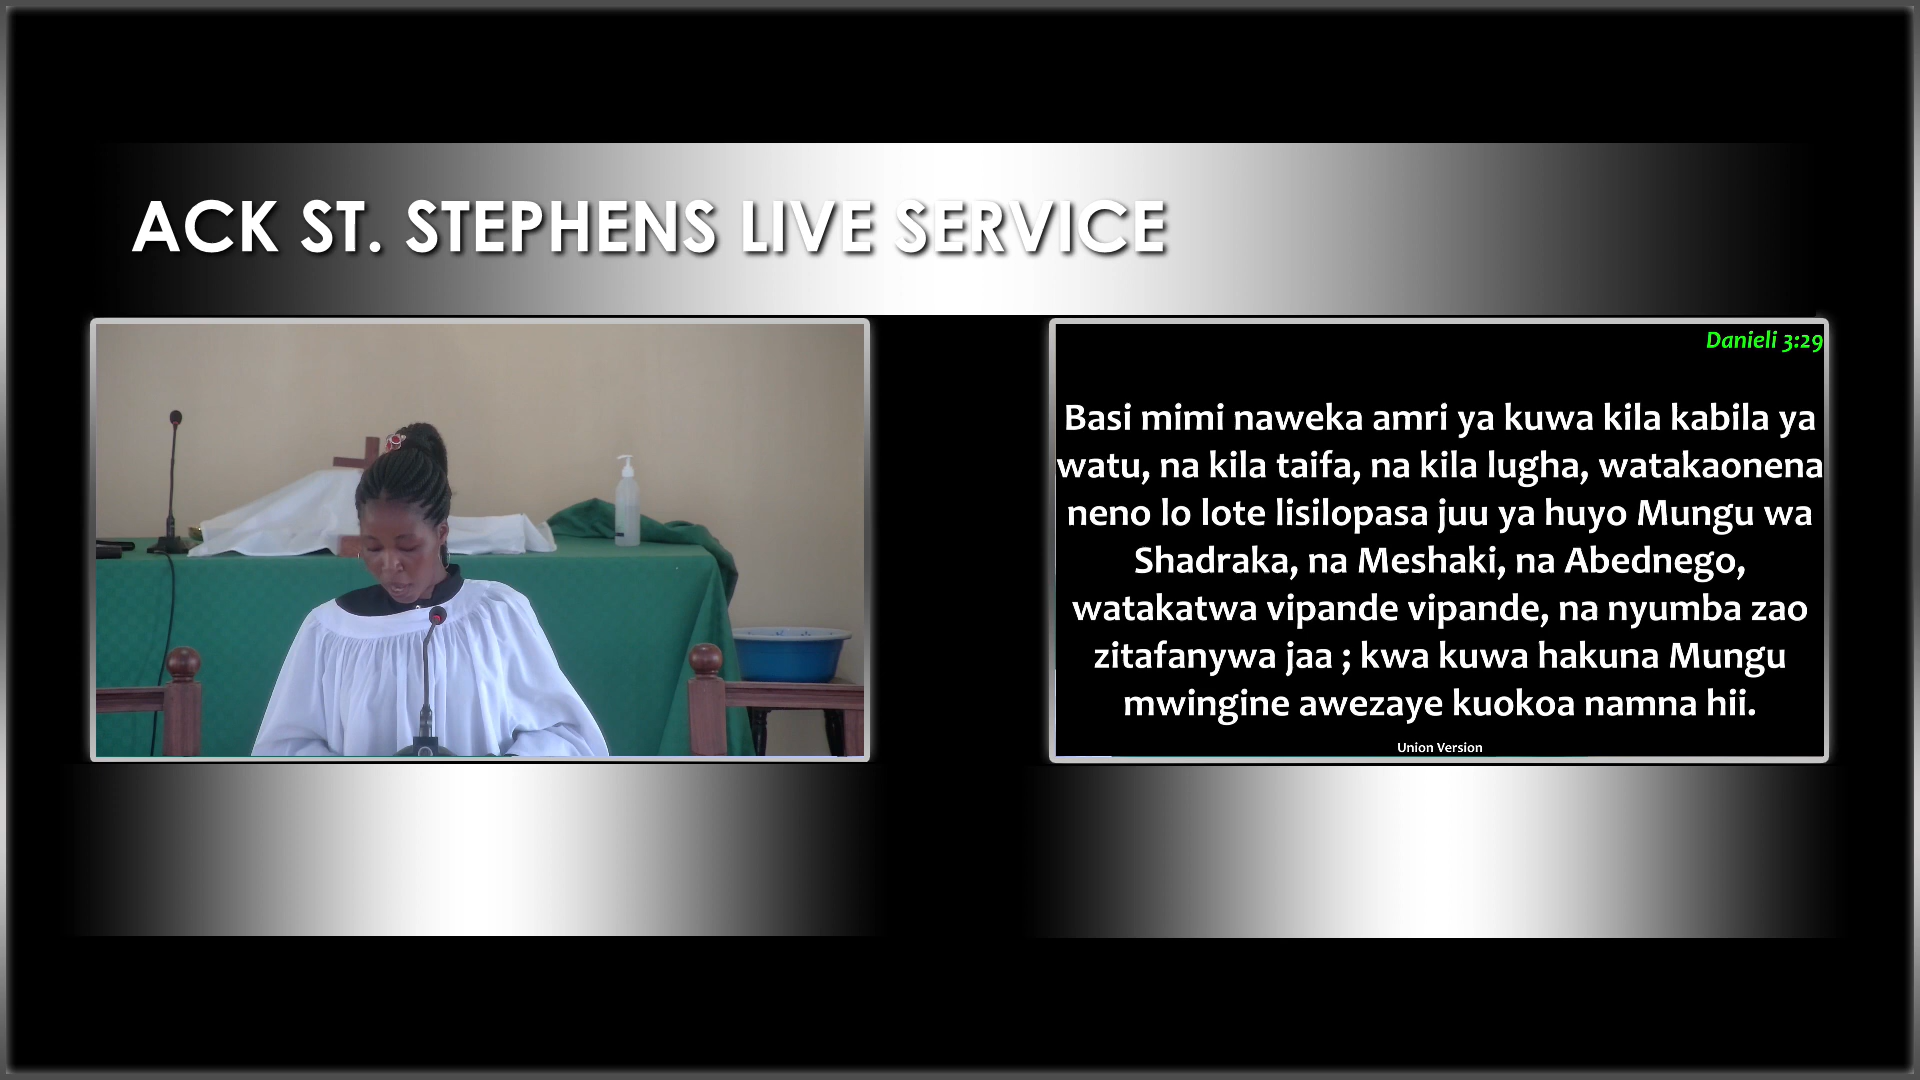 ACK ST. STEPHENS LIVE SERVICE
Danieli 3:29
Basi mimi naweka amri ya kuwa kila kabila ya
watu, na kila taifa, na kila lugha, watakaonena
neno lo lote lisilopasa juu ya huyo Mungu wa
Shadraka, na Meshaki, na Abednego,
watakatwa vipande vipande, na nyumba zao
zitafanywa jaa ; kwa kuwa hakuna Mungu
mwingine awezaye kuokoa namna hii.
Union Version